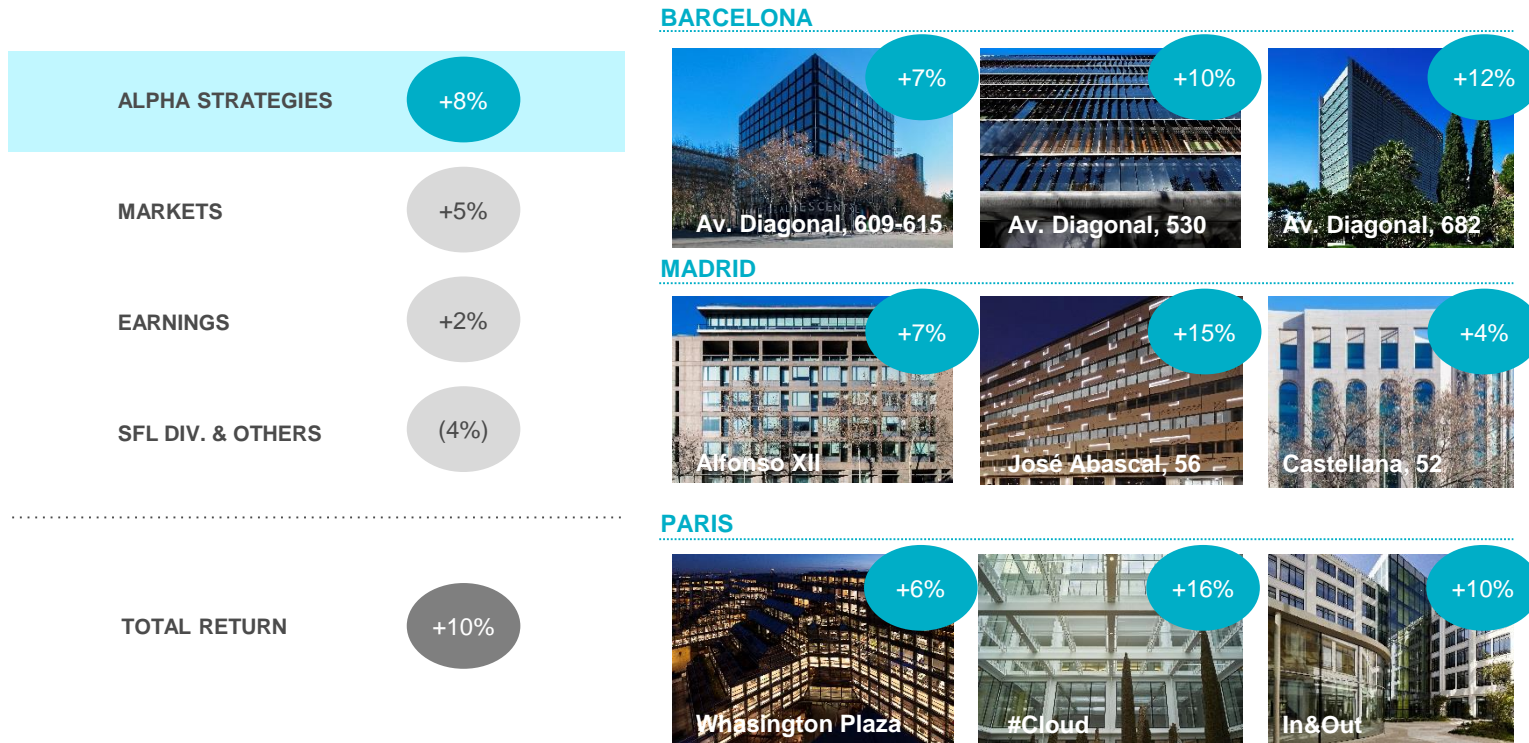 ALPHA STRATEGIES
+8%
MARKETS
+5%
EARNINGS
+2%
SFL DIV. & OTHERS
(4%)
TOTAL RETURN
+10%
BARCELONA
+7%
Av. Diagonal, 609-615
+10%
Av. Diagonal, 530
+12%
Av. Diagonal, 682
MADRID
+7%
Alfonso XII
+15%
José Abascal, 56
+4%
Castellana, 52
PARIS
+6%
Whasington Plaza
+16%
#Cloud
+10%
In&Out